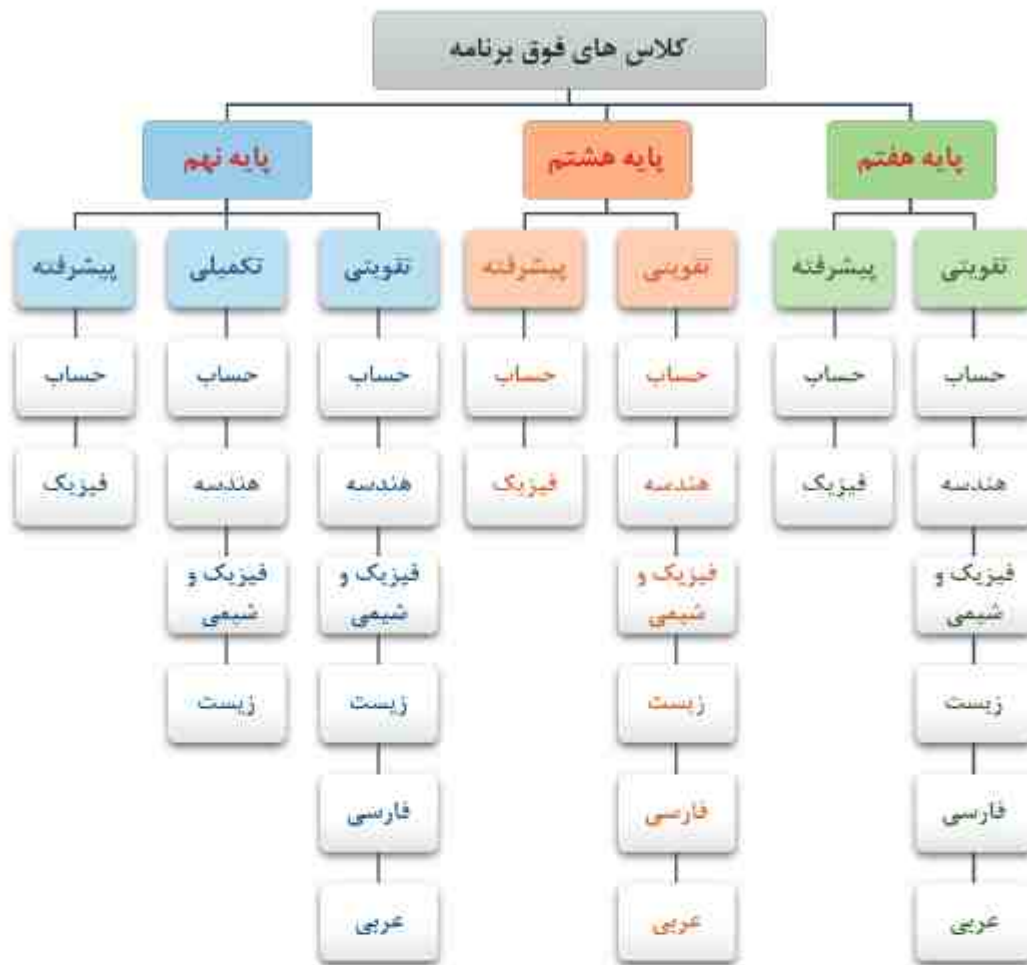 کلاس های فوق برنامه
پایه هفتم
پایه هشتم
پایه نهم
تقویتی
پیشرفته
تقویتی
پیشرفته
تقویتی
تکمیلی
پیشرفته
حساب
حساب
حساب
حساب
حساب
حساب
حساب
هندسه
فیزیک
هندسه
فیزیک
هندسه
هندسه
فیزیک
فیزیک و
شیمی
فیزیک و
شیمی
فیزیک و
شیمی
فیزیک و
شیمی
زیست
زیست
زیست
زیست
فارسی
فارسی
فارسی
عربی
عربی
عربی